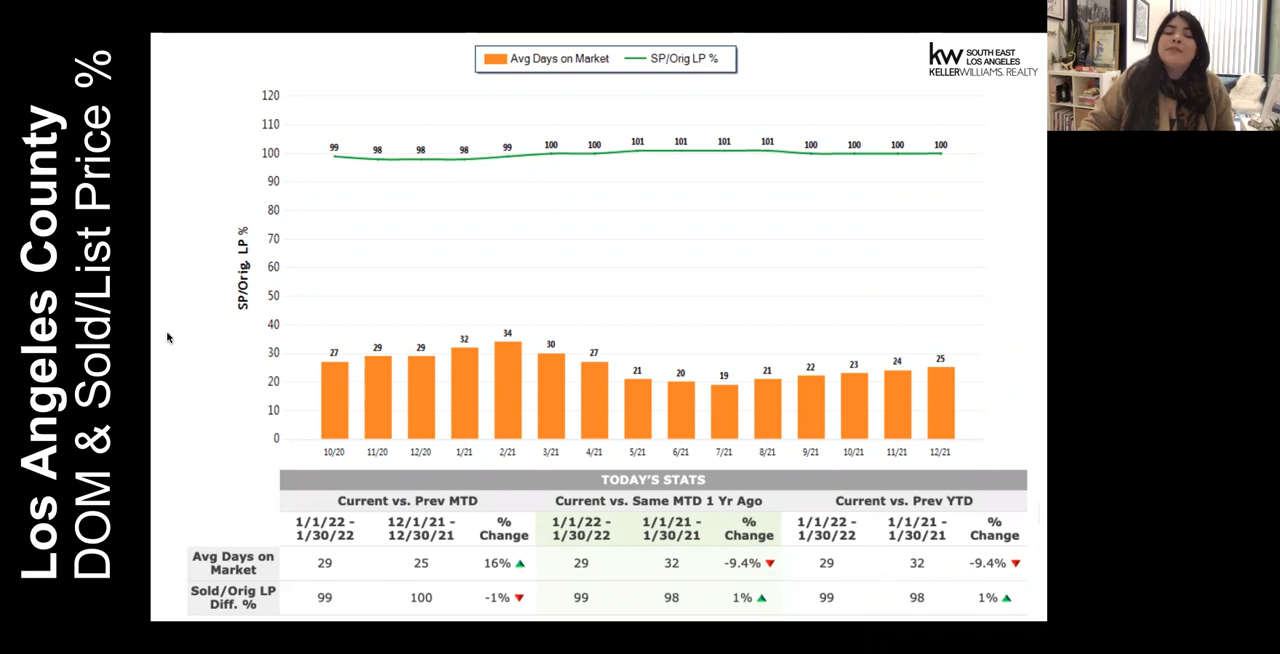 Los Angeles County
DOM & Sold/List Price %
Avg Days on Market
SP/Orig LP %
kw SOUTH EAST
LOS ANGELES
KELLERWILLIAMS. REALTY
SP/Orig. LP %
120
110
100
90
80
70
60
50
40
30
20
10
0
99 98 98 98 99 100 100 101 101 101 101 100 100 100 100
27 29 29 32 34 30 27 21 20 19 21 22 23 24 25
10/20 11/20 12/20 1/21 2/21 3/21 4/21 5/21 6/21 7/21 8/21 9/21 10/21 11/21 12/21
TODAY'S STATS
Current vs. Prev MTD Current vs. Same MTD 1 Yr Ago Current vs. Prev YTD
1/1/22 - 12/1/21 - % 1/1/22 - 1/1/21 - % 1/1/22 - 1/1/21 - %
1/30/22 12/30/21 Change 1/30/22 1/30/21 Change 1/30/22 1/30/21 Change
Avg Days on
Market 29 25 16% 29 32 -9.4% 29 32 -9.4%
Sold/Orig LP
Diff. % 99 100 -1% 99 98 1% 99 98 1%